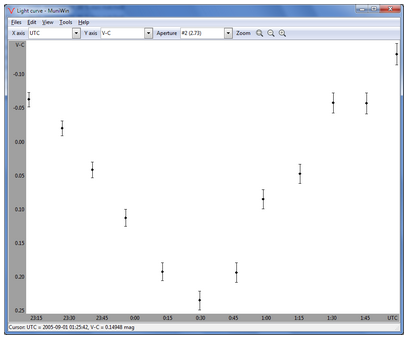 Light curve - MuniWin
Files Edit View Tools Help
X axis UTC Y axis V-C Aperture #2 (2.73) Zoom
V-C
-0.10
-0.05
0.00
0.05
0.10
0.15
0.20
0.25
23:15 23:30 23:45 0:00 0:15 0:30 0:45 1:00 1:15 1:30 1:45 UTC
Cursor: UTC = 2005-09-01 01:25:42, V-C = 0.14948 mag